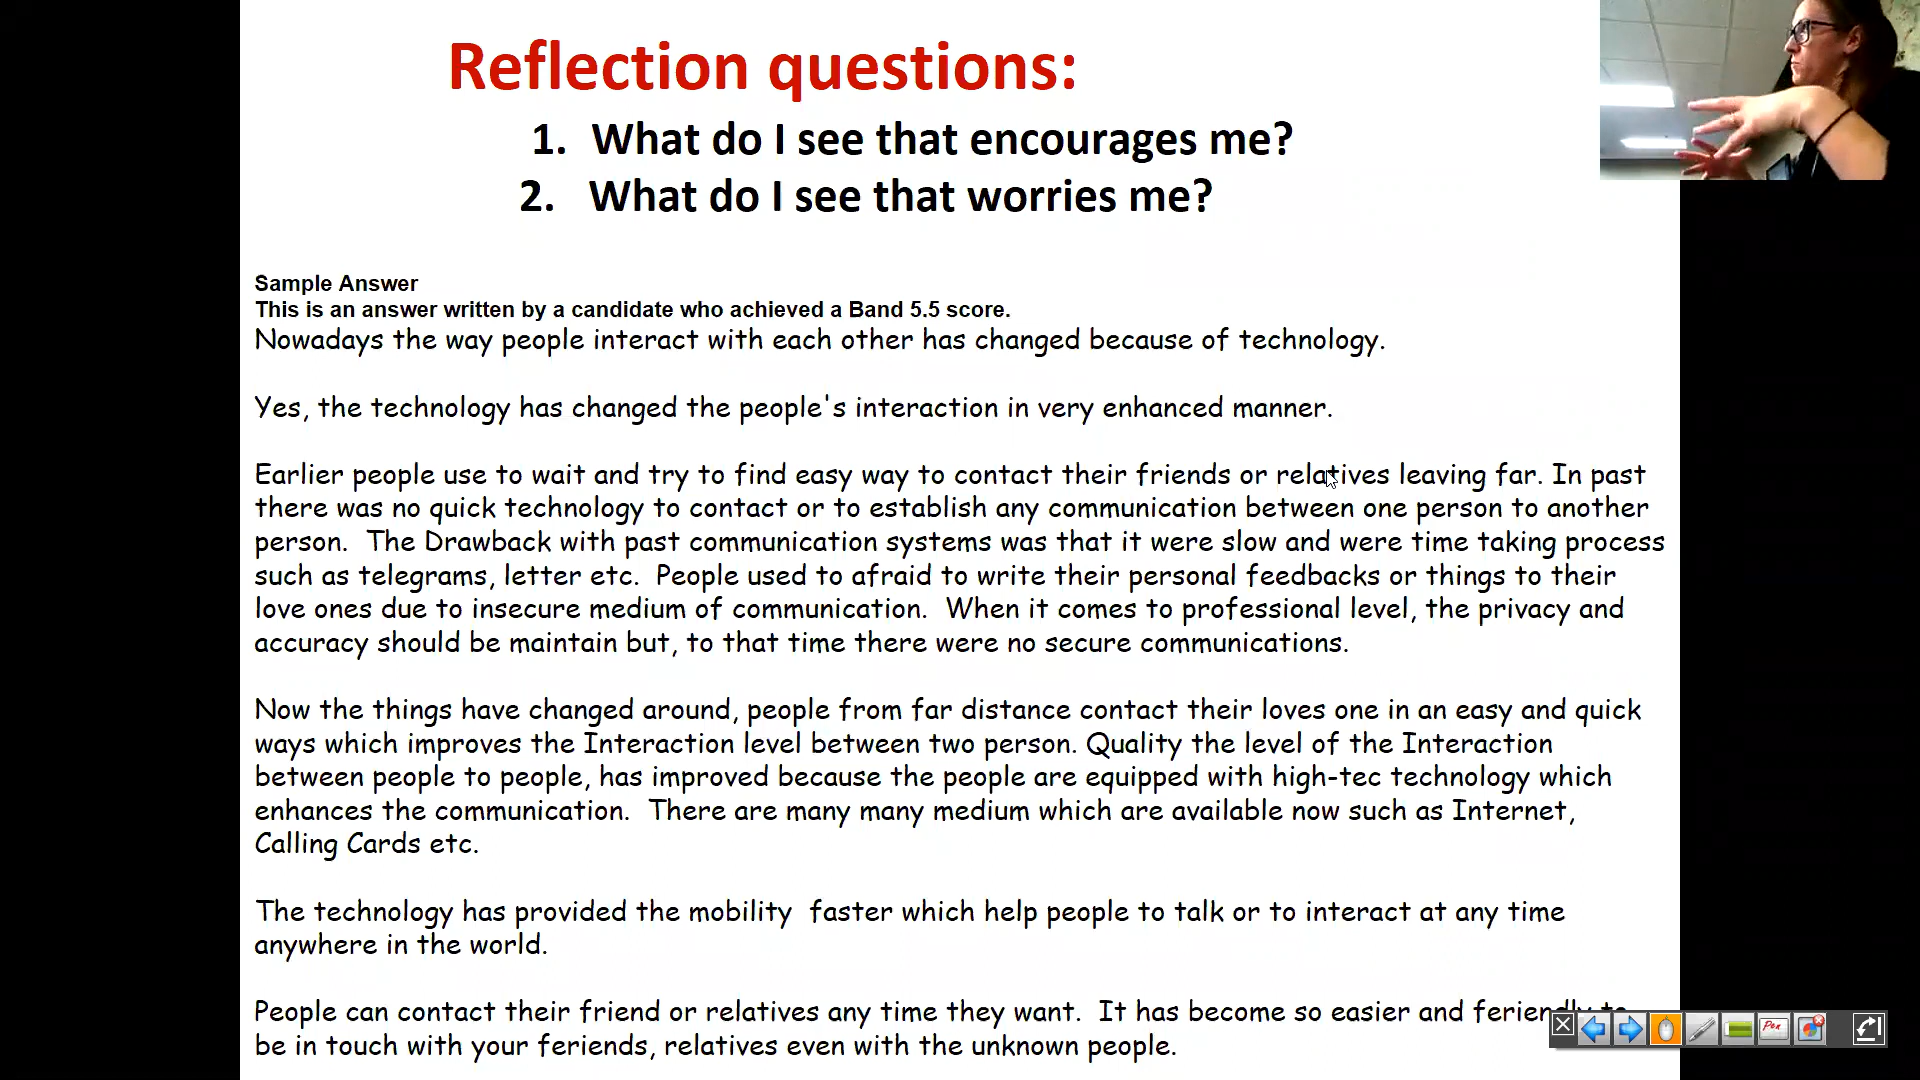 Reflection questions:
1. What do I see that encourages me?
2. What do I see that worries me?
Sample Answer
This is an answer written by a candidate who achieved a Band 5.5 score.
Nowadays the way people interact with each other has changed because of technology.
Yes, the technology has changed the people's interaction in very enhanced manner.
Earlier people use to wait and try to find easy way to contact their friends or relatives leaving far. In past
there was no quick technology to contact or to establish any communication between one person to another
person. The Drawback with past communication systems was that it were slow and were time taking process
such as telegrams, letter etc. People used to afraid to write their personal feedbacks or things to their
love ones due to insecure medium of communication. When it comes to professional level, the privacy and
accuracy should be maintain but, to that time there were no secure communications.
Now the things have changed around, people from far distance contact their loves one in an easy and quick
ways which improves the Interaction level between two person. Quality the level of the Interaction
between people to people, has improved because the people are equipped with high-tec technology which
enhances the communication. There are many many medium which are available now such as Internet,
Calling Cards etc.
The technology has provided the mobility faster which help people to talk or to interact at any time
anywhere in the world.
People can contact their friend or relatives any time they want. It has become so easier and feriendly to
be in touch with your feriends, relatives even with the unknown people.
Pen